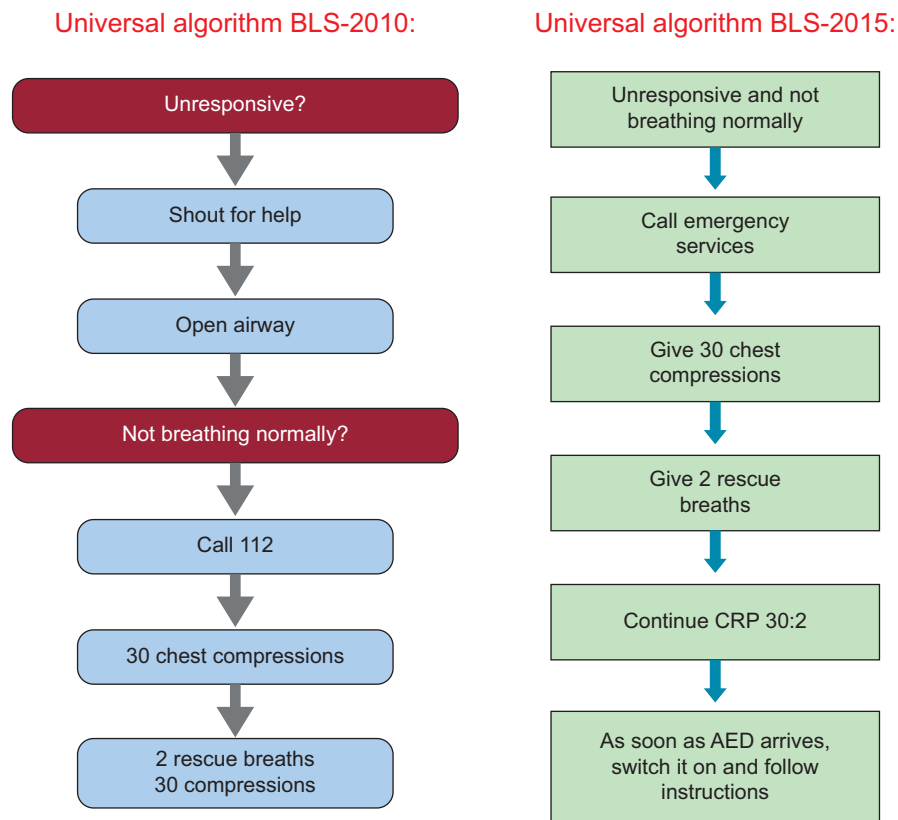 Universal algorithm BLS-2010:
Unresponsive?
Shout for help
Open airway
Not breathing normally?
Call 112
30 chest compressions
2 rescue breaths
30 compressions
Universal algorithm BLS-2015:
Unresponsive and not
breathing normally
Call emergency
services
Give 30 chest
compressions
Give 2 rescue
breaths
Continue CRP 30:2
As soon as AED arrives,
switch it on and follow
instructions